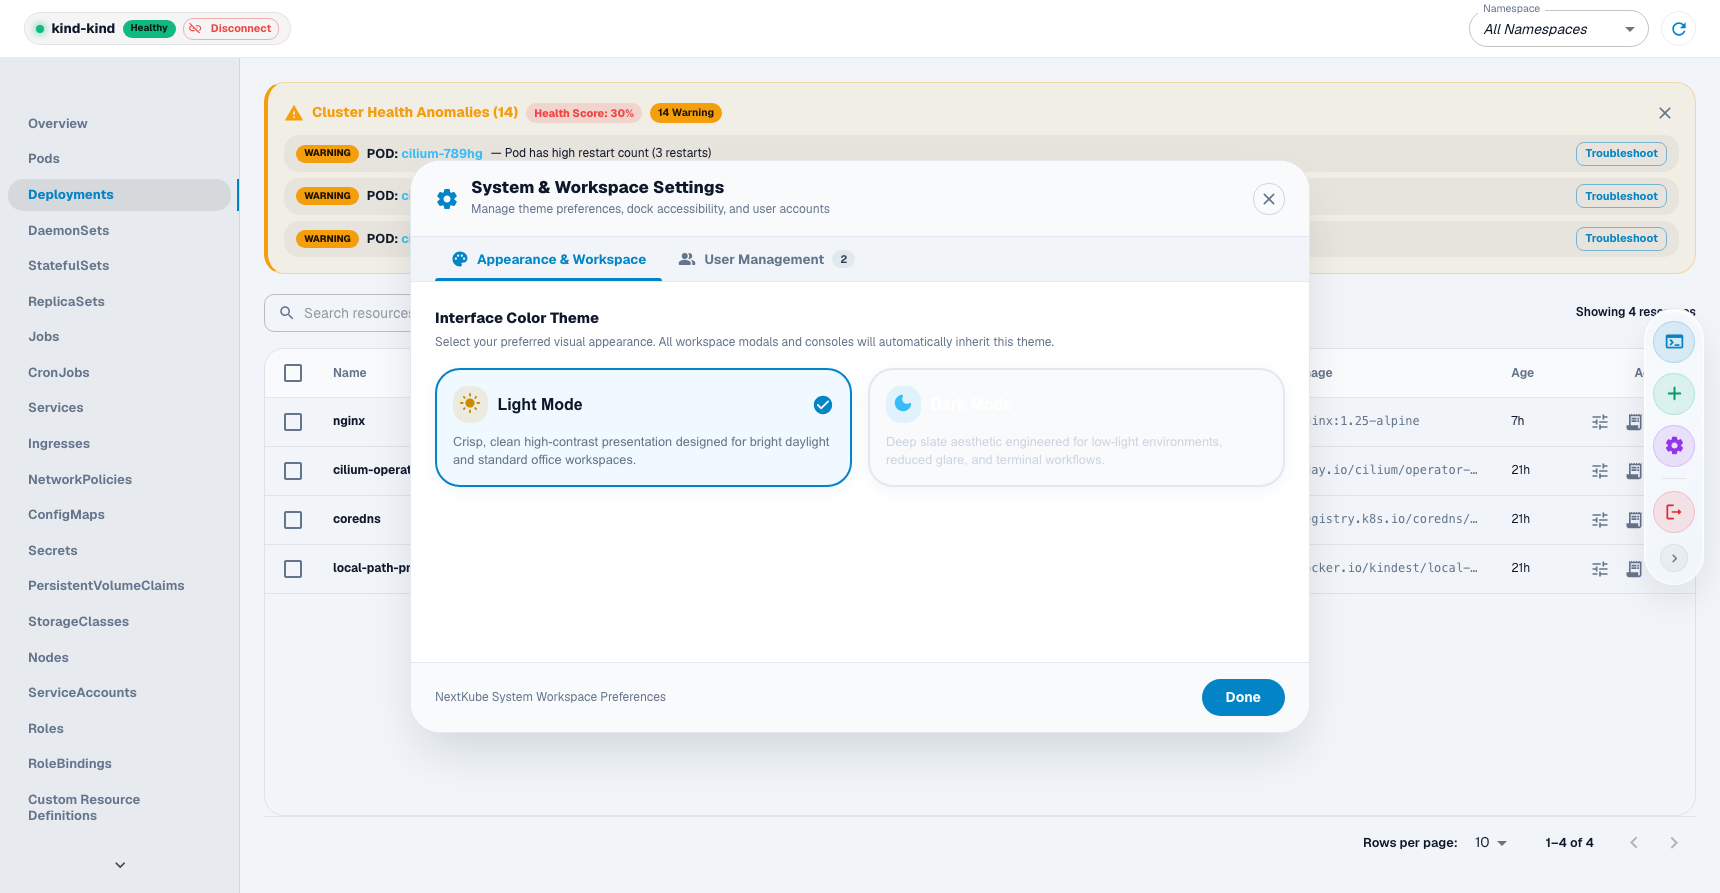 kind-kind
Healthy
Disconnect
Namespace
All Namespaces
Overview
Pods
Deployments
DaemonSets
StatefulSets
ReplicaSets
Jobs
CronJobs
Services
Ingresses
NetworkPolicies
ConfigMaps
Secrets
PersistentVolumeClaims
StorageClasses
Nodes
ServiceAccounts
Roles
RoleBindings
Custom Resource
Definitions
Cluster Health Anomalies (14)
Health Score: 30%
14 Warning
WARNING POD: cilium-789hg — Pod has high restart count (3 restarts) Troubleshoot
WARNING POD: Troubleshoot
WARNING POD: Troubleshoot
Search resources
Showing 4
System & Workspace Settings
Manage theme preferences, dock accessibility, and user accounts
Appearance & Workspace
User Management 2
Interface Color Theme
Select your preferred visual appearance. All workspace modals and consoles will automatically inherit this theme.
Light Mode
Crisp, clean high-contrast presentation designed for bright daylight
and standard office workspaces.
Dark Mode
Deep slate aesthetic engineered for low-light environments,
reduced glare, and terminal workflows.
NextKube System Workspace Preferences
Done
Name Age
nginx inx:1.25-alpine 7h
cilium-operat ay.io/cilium/operator-… 21h
coredns egistry.k8s.io/coredns/… 21h
local-path-pr ocker.io/kindest/local-… 21h
Rows per page: 10 1–4 of 4